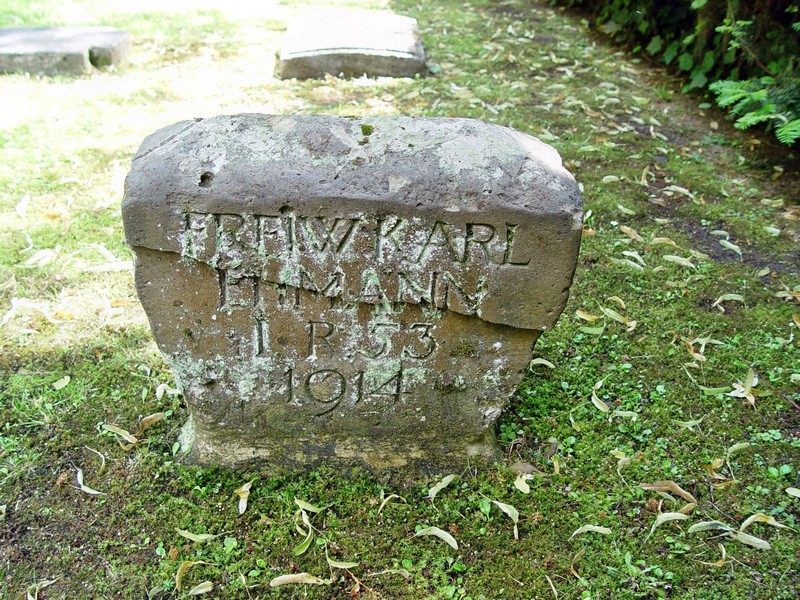 FREIW KARL
EHMANN
I. R. 53
1914